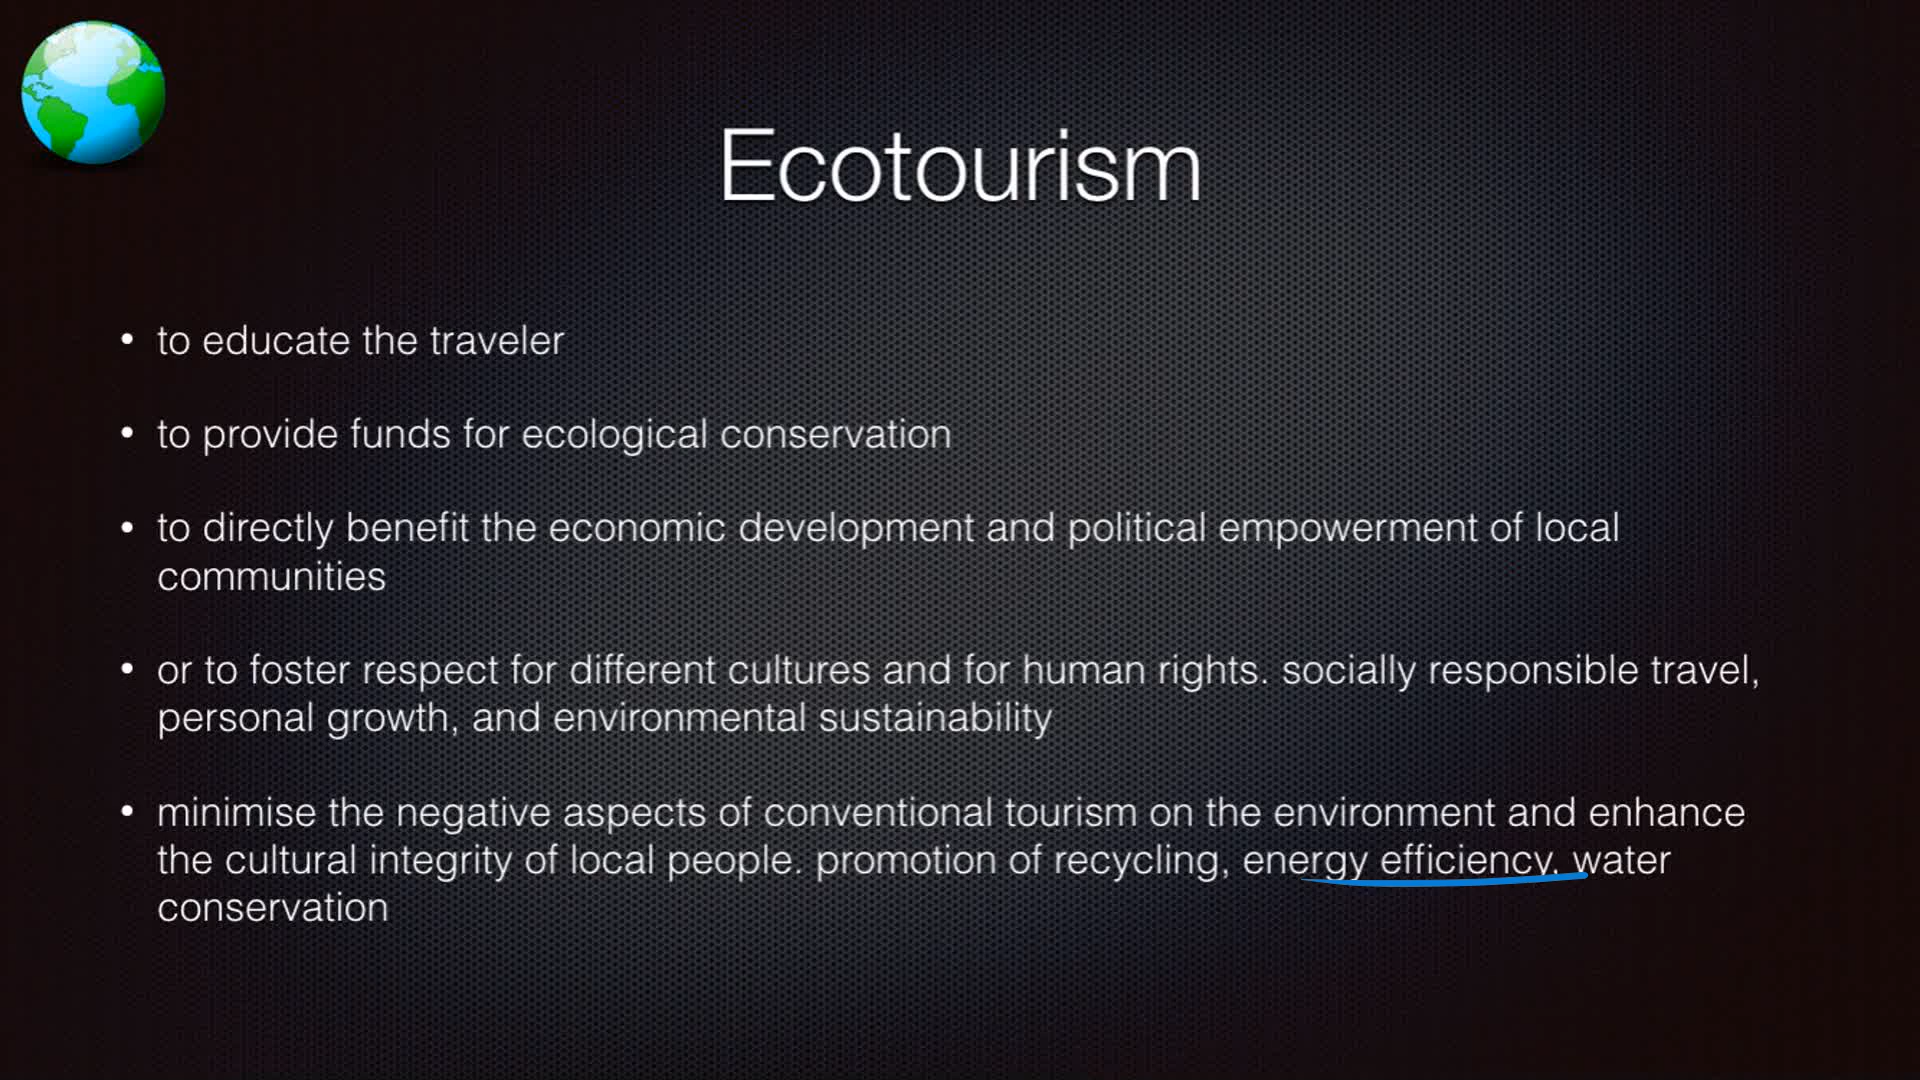 Ecotourism
• to educate the traveler
• to provide funds for ecological conservation
• to directly benefit the economic development and political empowerment of local
communities
• or to foster respect for different cultures and for human rights. socially responsible travel,
personal growth, and environmental sustainability
• minimise the negative aspects of conventional tourism on the environment and enhance
the cultural integrity of local people. promotion of recycling, energy efficiency, water
conservation